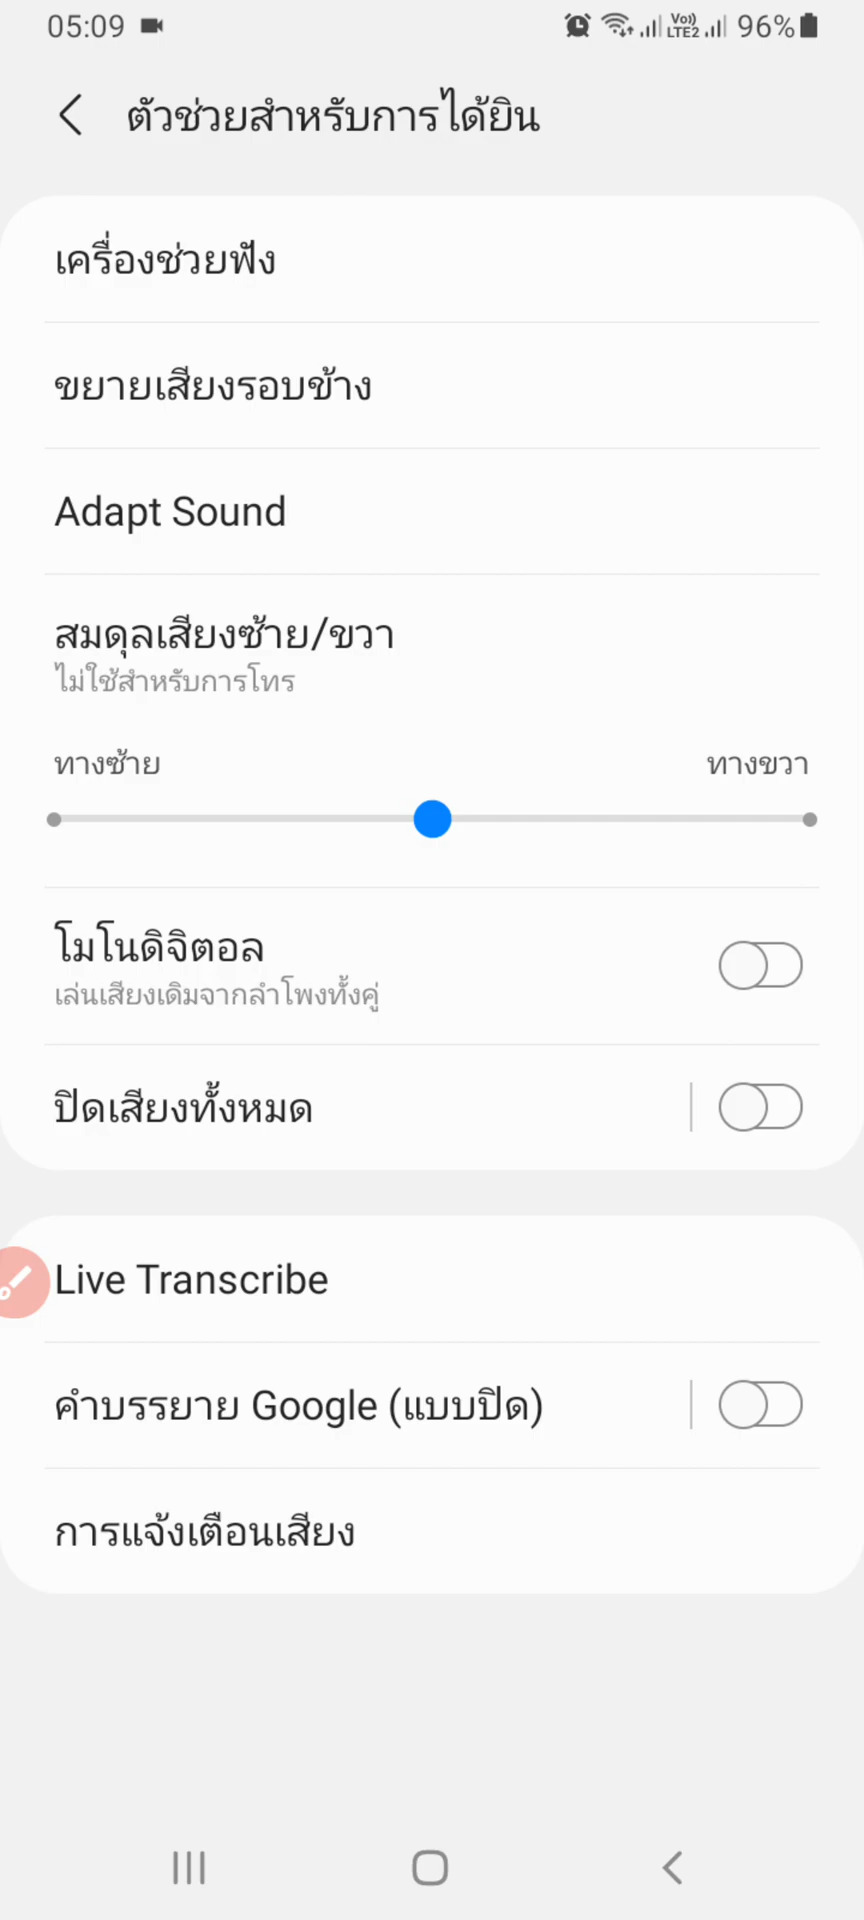 05:09 Vo)) LTE2 96%
ตัวช่วยสำหรับการได้ยิน
เครื่องช่วยฟัง
ขยายเสียงรอบข้าง
Adapt Sound
สมดุลเสียงซ้าย/ขวา
ไม่ใช้สำหรับการโทร
ทางซ้าย ทางขวา
โมโนดิจิตอล
เล่นเสียงเดิมจากลำโพงทั้งคู่
ปิดเสียงทั้งหมด
Live Transcribe
คำบรรยาย Google (แบบปิด)
การแจ้งเตือนเสียง